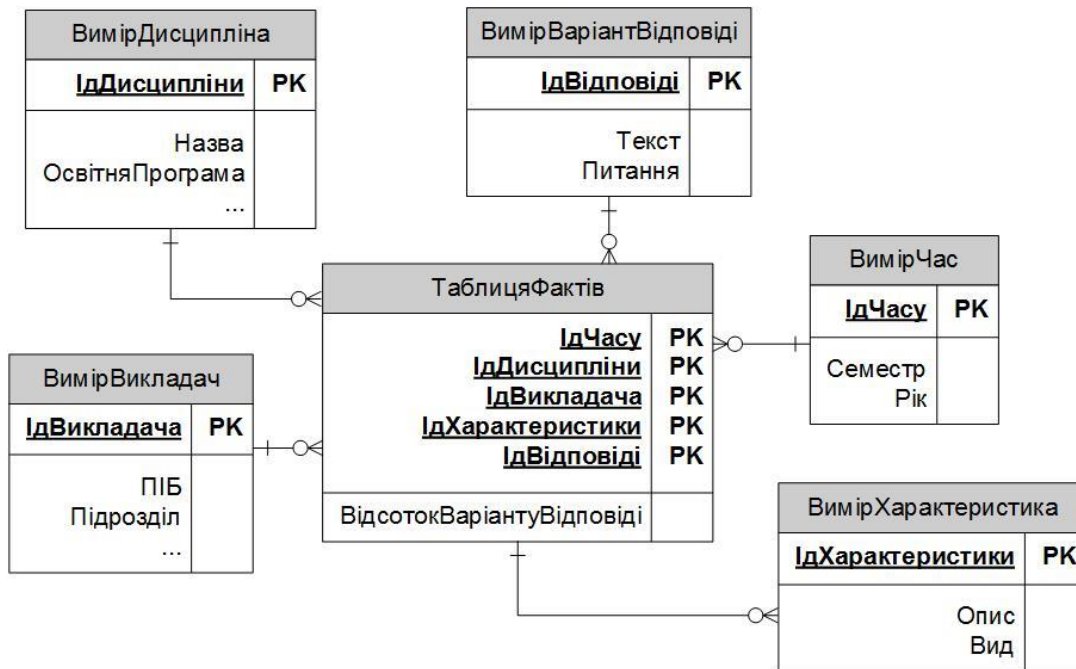 ВимірДисципліна
ІдДисципліни PK
Назва
ОсвітняПрограма
...
ВимірВаріантВідповіді
ІдВідповіді PK
Текст
Питання
ВимірЧас
ІдЧасу PK
Семестр
Рік
ТаблицяФактів
ІдЧасу PK
ІдДисципліни PK
ІдВикладача PK
ІдХарактеристики PK
ІдВідповіді PK
ВідсотокВаріантуВідповіді
ВимірВикладач
ІдВикладача PK
ПІБ
Підрозділ
...
ВимірХарактеристика
ІдХарактеристики PK
Опис
Вид